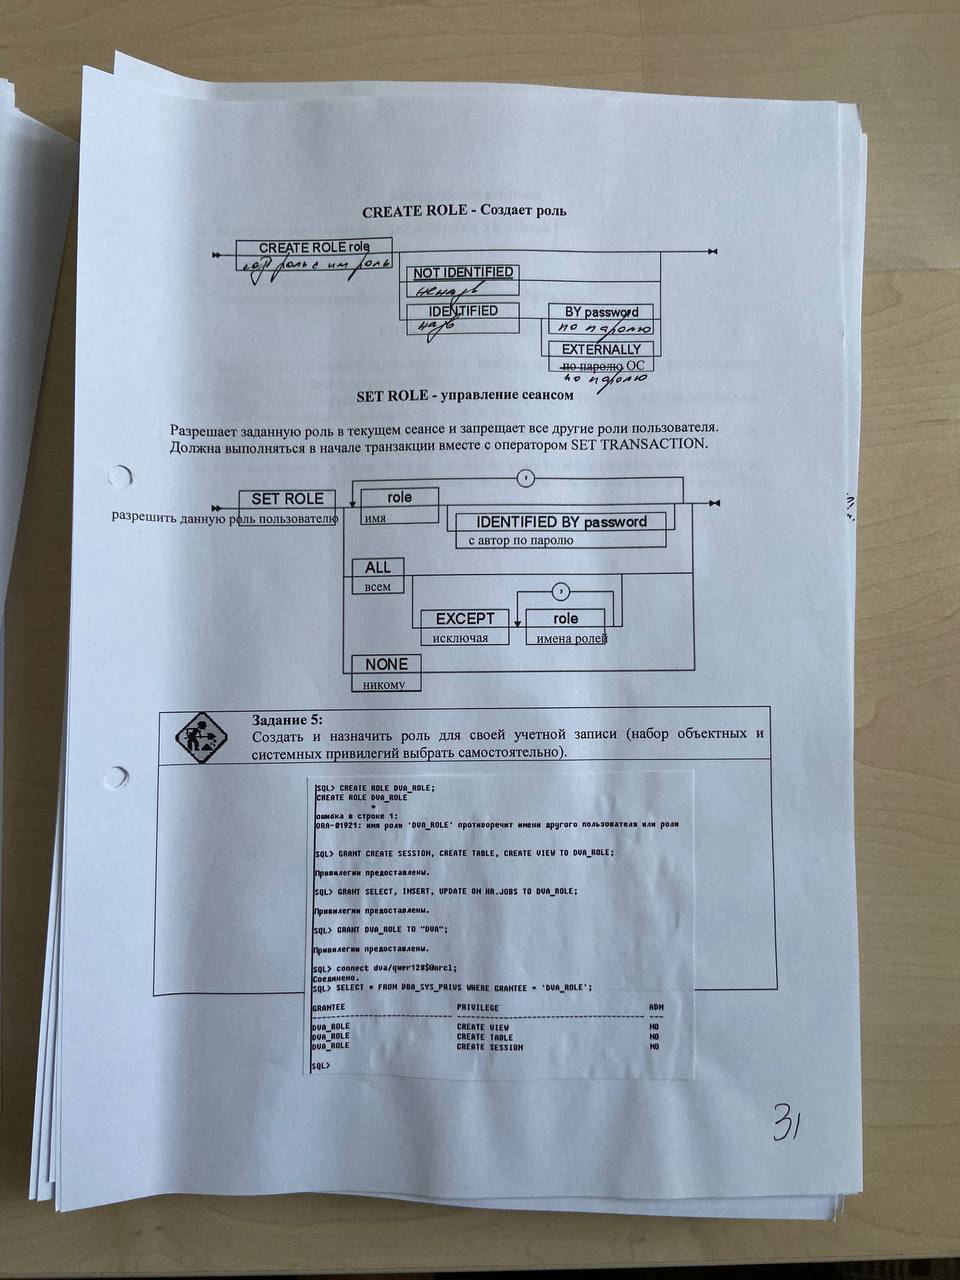 CREATE ROLE - Создает роль
CREATE ROLE role
роль с им роль
NOT IDENTIFIED
неназв
IDENTIFIED
назв
BY password
по паролю
EXTERNALLY
по паролю ОС
по паролю
SET ROLE - управление сеансом
Разрешает заданную роль в текущем сеансе и запрещает все другие роли пользователя.
Должна выполняться в начале транзакции вместе с оператором SET TRANSACTION.
,
SET ROLE
разрешить данную роль пользователю
role
имя
IDENTIFIED BY password
с автор по паролю
ALL
всем
,
EXCEPT
исключая
role
имена ролей
NONE
никому
Задание 5:
Создать и назначить роль для своей учетной записи (набор объектных и
системных привилегий выбрать самостоятельно).
SQL> CREATE ROLE DVA_ROLE;
CREATE ROLE DVA_ROLE
*
ошибка в строке 1:
ORA-01921: имя роли 'DVA_ROLE' противоречит имени другого пользователя или роли
SQL> GRANT CREATE SESSION, CREATE TABLE, CREATE VIEW TO DVA_ROLE;
Привилегии предоставлены.
SQL> GRANT SELECT, INSERT, UPDATE ON HR.JOBS TO DVA_ROLE;
Привилегии предоставлены.
SQL> GRANT DVA_ROLE TO "DVA";
Привилегии предоставлены.
SQL> connect dva/qwer12#$@orcl;
Соединено.
SQL> SELECT * FROM DBA_SYS_PRIVS WHERE GRANTEE = 'DVA_ROLE';
GRANTEE PRIVILEGE ADM
------------------------------ ---------------------------------------- ---
DVA_ROLE CREATE VIEW NO
DVA_ROLE CREATE TABLE NO
DVA_ROLE CREATE SESSION NO
SQL>
31